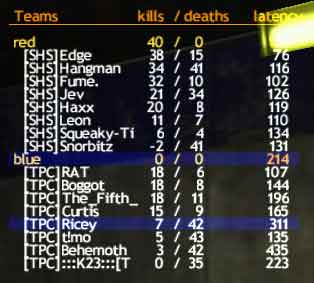 Teams kills / deaths latency
red 40 / 0
[SHS]Edge 38 / 15 76
[SHS]Hangman 34 / 41 116
[SHS]Fume. 32 / 10 102
[SHS]Jev 21 / 34 126
[SHS]Haxx 20 / 8 119
[SHS]Leon 11 / 7 110
[SHS]Squeaky-Ti 6 / 4 134
[SHS]Snorbitz -2 / 41 131
blue 0 / 0 214
[TPC]RAT 18 / 6 107
[TPC]Boggot 18 / 8 144
[TPC]The_Fifth_ 18 / 11 196
[TPC]Curtis 15 / 9 165
[TPC]Ricey 7 / 42 311
[TPC]t!mo 5 / 43 135
[TPC]Behemoth 3 / 42 435
[TPC]:::K23:::[T 0 / 35 223